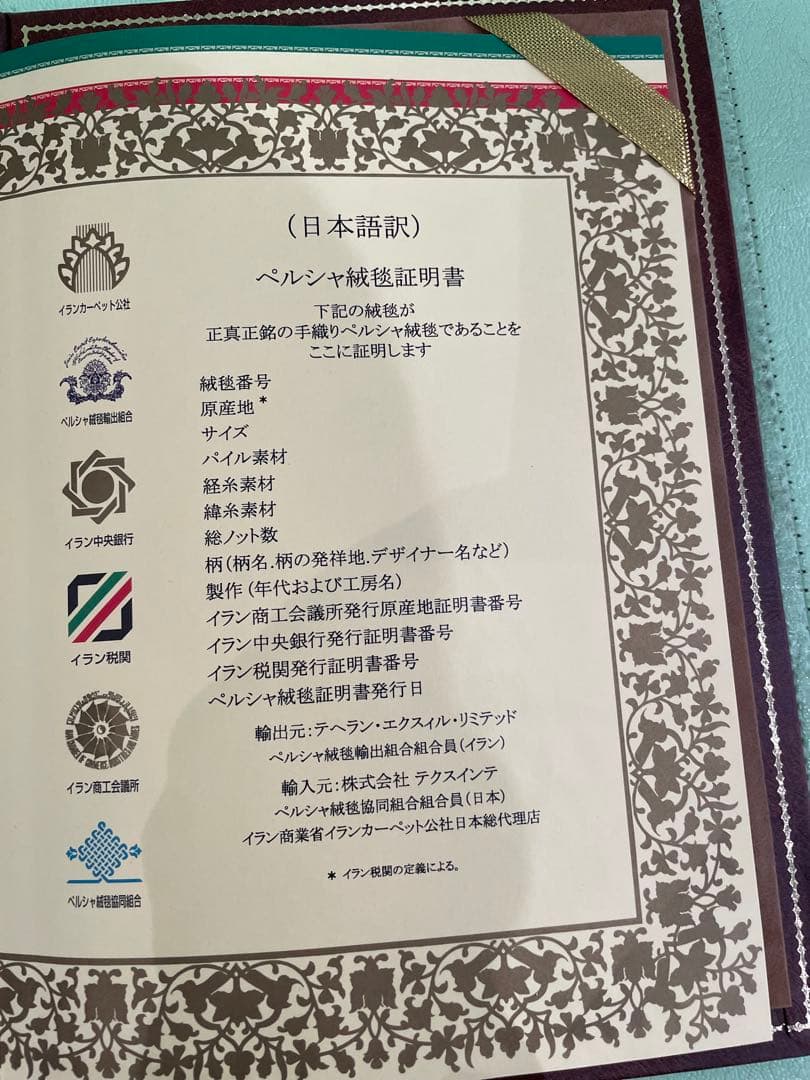 (日本語訳)
ペルシャ絨毯証明書
下記の絨毯が
正真正銘の手織りペルシャ絨毯であることを
ここに証明します
絨毯番号
原産地*
サイズ
パイル素材
経糸素材
緯糸素材
総ノット数
柄(柄名.柄の発祥地.デザイナー名など)
製作(年代および工房名)
イラン商工会議所発行原産地証明書番号
イラン中央銀行発行証明書番号
イラン税関発行証明書番号
ペルシャ絨毯証明書発行日
輸出元:テヘラン・エクスィル・リミテッド
ペルシャ絨毯輸出組合組合員(イラン)
輸入元:株式会社 テクスインテ
ペルシャ絨毯協同組合組合員(日本)
イラン商業省イランカーペット公社日本総代理店
* イラン税関の定義による。
イランカーペット公社
ペルシャ絨毯輸出組合
イラン中央銀行
イラン税関
イラン商工会議所
ペルシャ絨毯協同組合